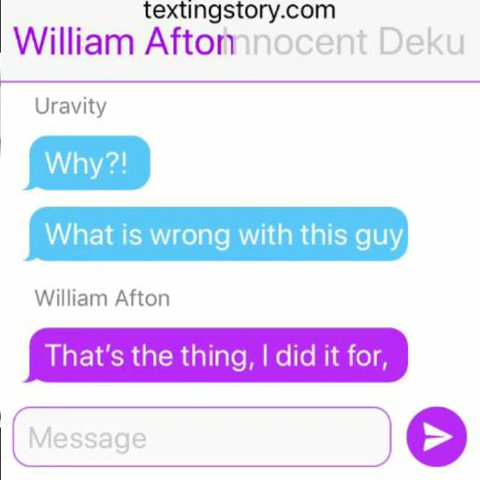 textingstory.com
William Afton
Innocent Deku
Uravity
Why?!
What is wrong with this guy
William Afton
That's the thing, I did it for,
Message